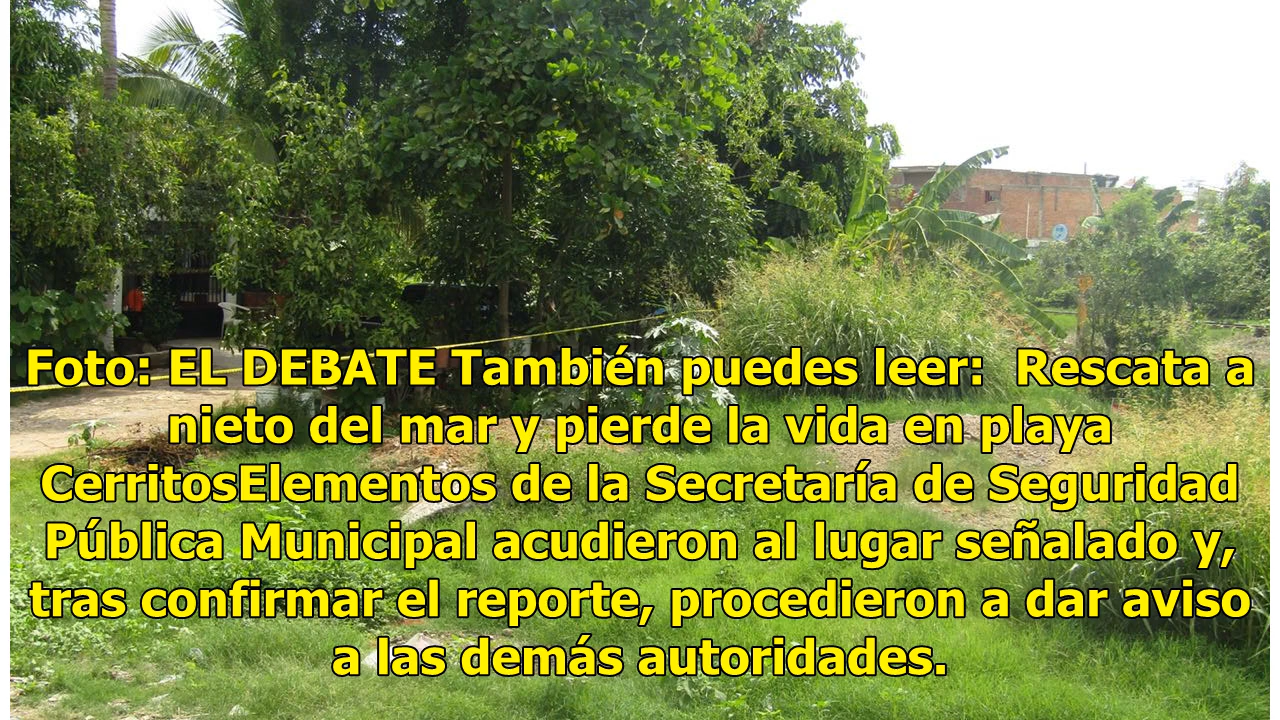 Foto: EL DEBATE También puedes leer:  Rescata a
nieto del mar y pierde la vida en playa
CerritosElementos de la Secretaría de Seguridad
Pública Municipal acudieron al lugar señalado y,
tras confirmar el reporte, procedieron a dar aviso
a las demás autoridades.